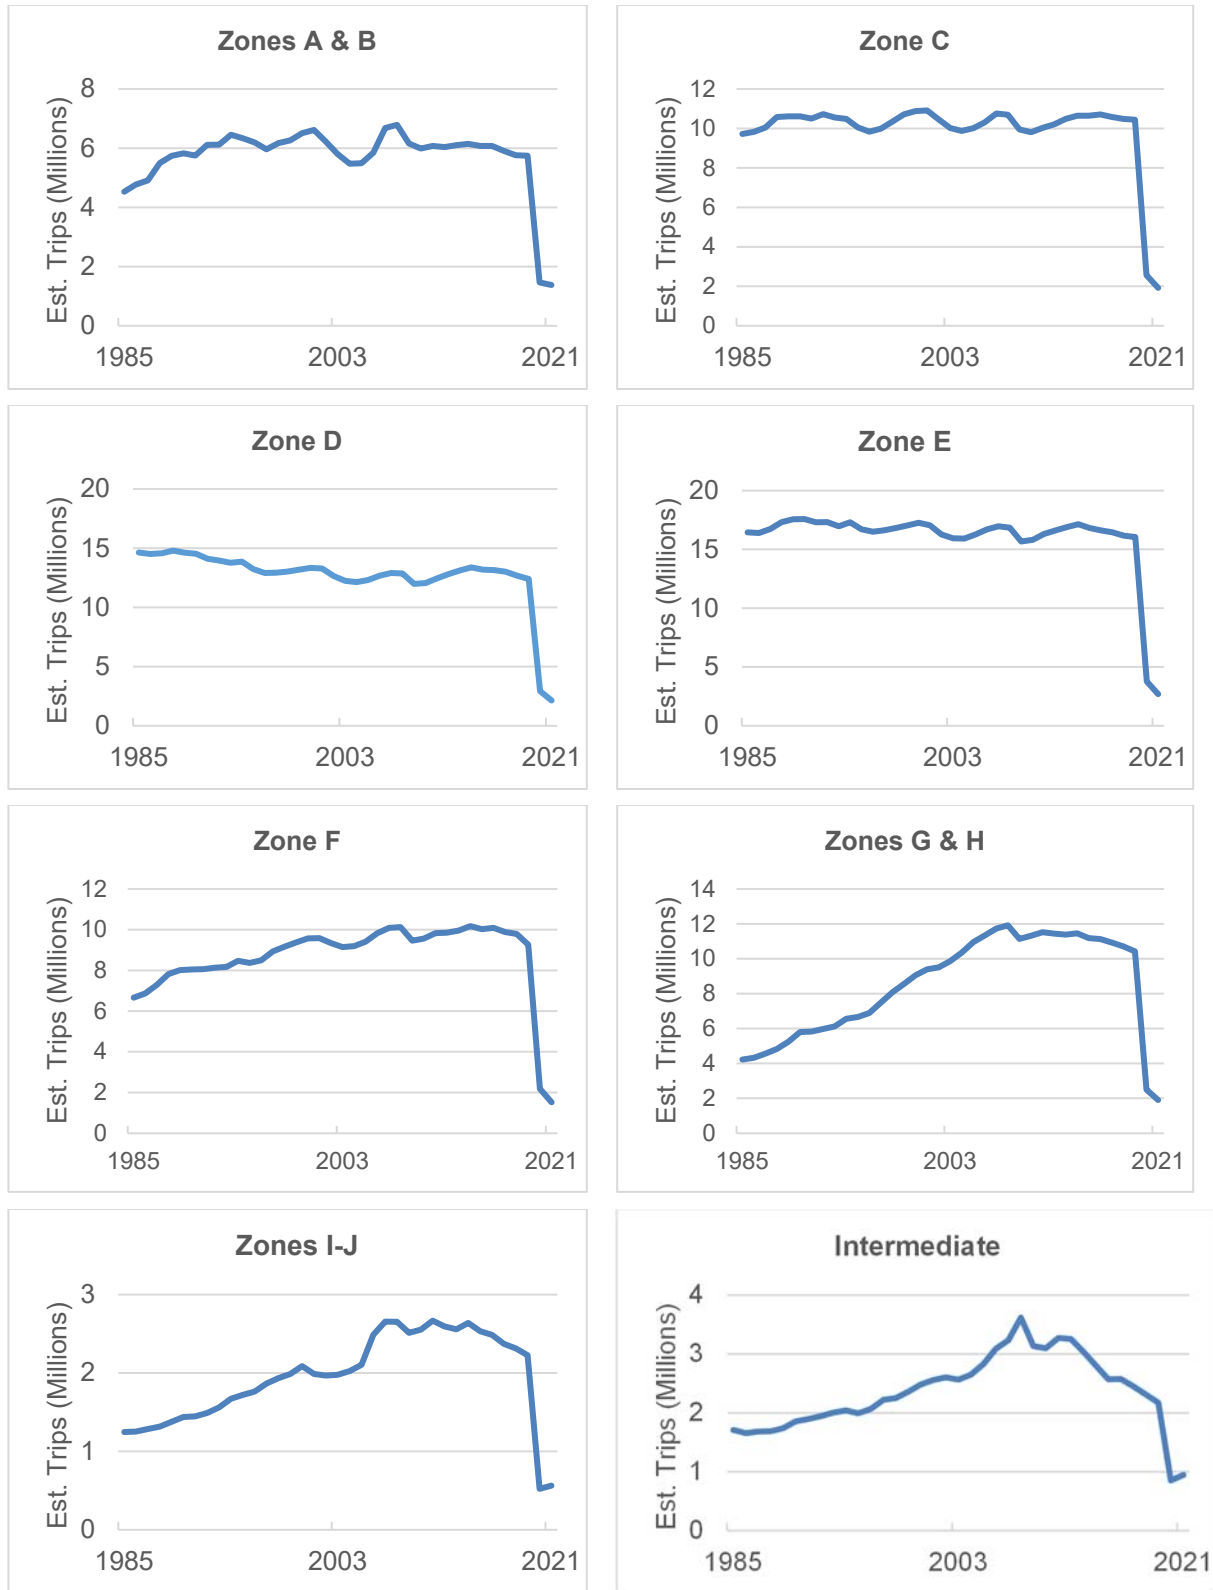 Zones A & B
Est. Trips (Millions)
8
6
4
2
0
1985 2003 2021
Zone C
Est. Trips (Millions)
12
10
8
6
4
2
0
1985 2003 2021
Zone D
Est. Trips (Millions)
20
15
10
5
0
1985 2003 2021
Zone E
Est. Trips (Millions)
20
15
10
5
0
1985 2003 2021
Zone F
Est. Trips (Millions)
12
10
8
6
4
2
0
1985 2003 2021
Zones G & H
Est. Trips (Millions)
14
12
10
8
6
4
2
0
1985 2003 2021
Zones I-J
Est. Trips (Millions)
3
2
1
0
1985 2003 2021
Intermediate
Est. Trips (Millions)
4
3
2
1
0
1985 2003 2021